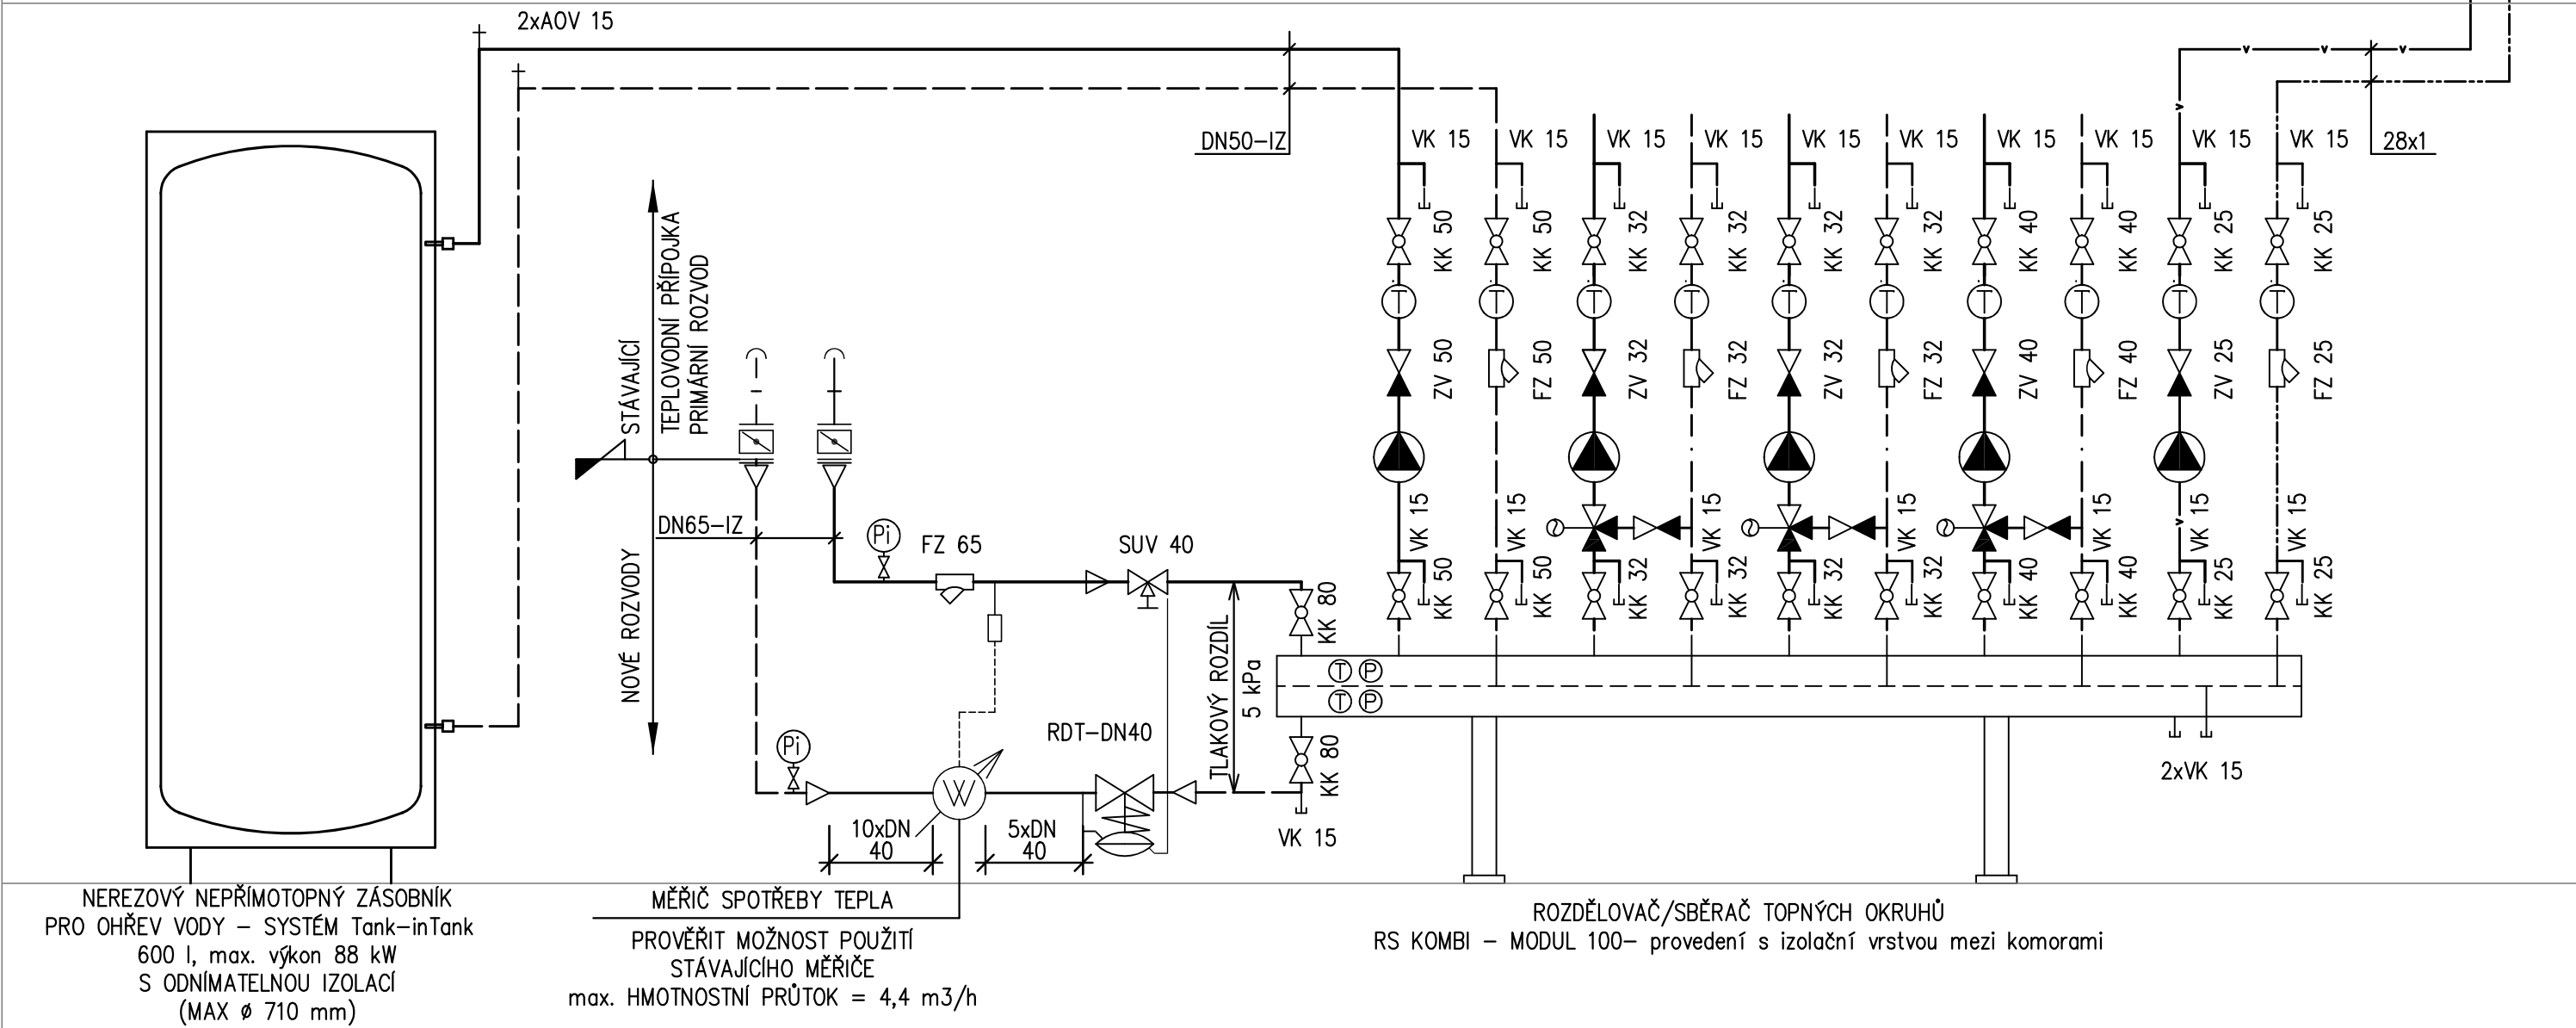 2xAOV 15
DN50-IZ
28x1
VK 15
VK 15
VK 15
VK 15
VK 15
VK 15
VK 15
VK 15
VK 15
VK 15
KK 50
KK 50
KK 32
KK 32
KK 32
KK 32
KK 40
KK 40
KK 25
KK 25
T
T
T
T
T
T
T
T
T
T
ZV 50
FZ 50
ZV 32
FZ 32
ZV 32
FZ 32
ZV 40
FZ 40
ZV 25
FZ 25
VK 15
VK 15
VK 15
VK 15
VK 15
VK 15
VK 15
KK 50
KK 50
KK 32
KK 32
KK 32
KK 32
KK 40
KK 40
KK 25
KK 25
STÁVAJÍCÍ
TEPLOVODNÍ PŘÍPOJKA
PRIMÁRNÍ ROZVOD
NOVÉ ROZVODY
DN65-IZ
Pi
FZ 65
SUV 40
KK 80
TLAKOVÝ ROZDÍL
5 kPa
T P
T P
RDT-DN40
Pi
W
KK 80
VK 15
2xVK 15
10xDN
40
5xDN
40
NEREZOVÝ NEPŘÍMOTOPNÝ ZÁSOBNÍK
PRO OHŘEV VODY - SYSTÉM Tank-inTank
600 l, max. výkon 88 kW
S ODNÍMATELNOU IZOLACÍ
(MAX ø 710 mm)
MĚŘIČ SPOTŘEBY TEPLA
PROVĚŘIT MOŽNOST POUŽITÍ
STÁVAJÍCÍHO MĚŘIČE
max. HMOTNOSTNÍ PRŮTOK = 4,4 m3/h
ROZDĚLOVAČ/SBĚRAČ TOPNÝCH OKRUHŮ
RS KOMBI - MODUL 100- provedení s izolační vrstvou mezi komorami